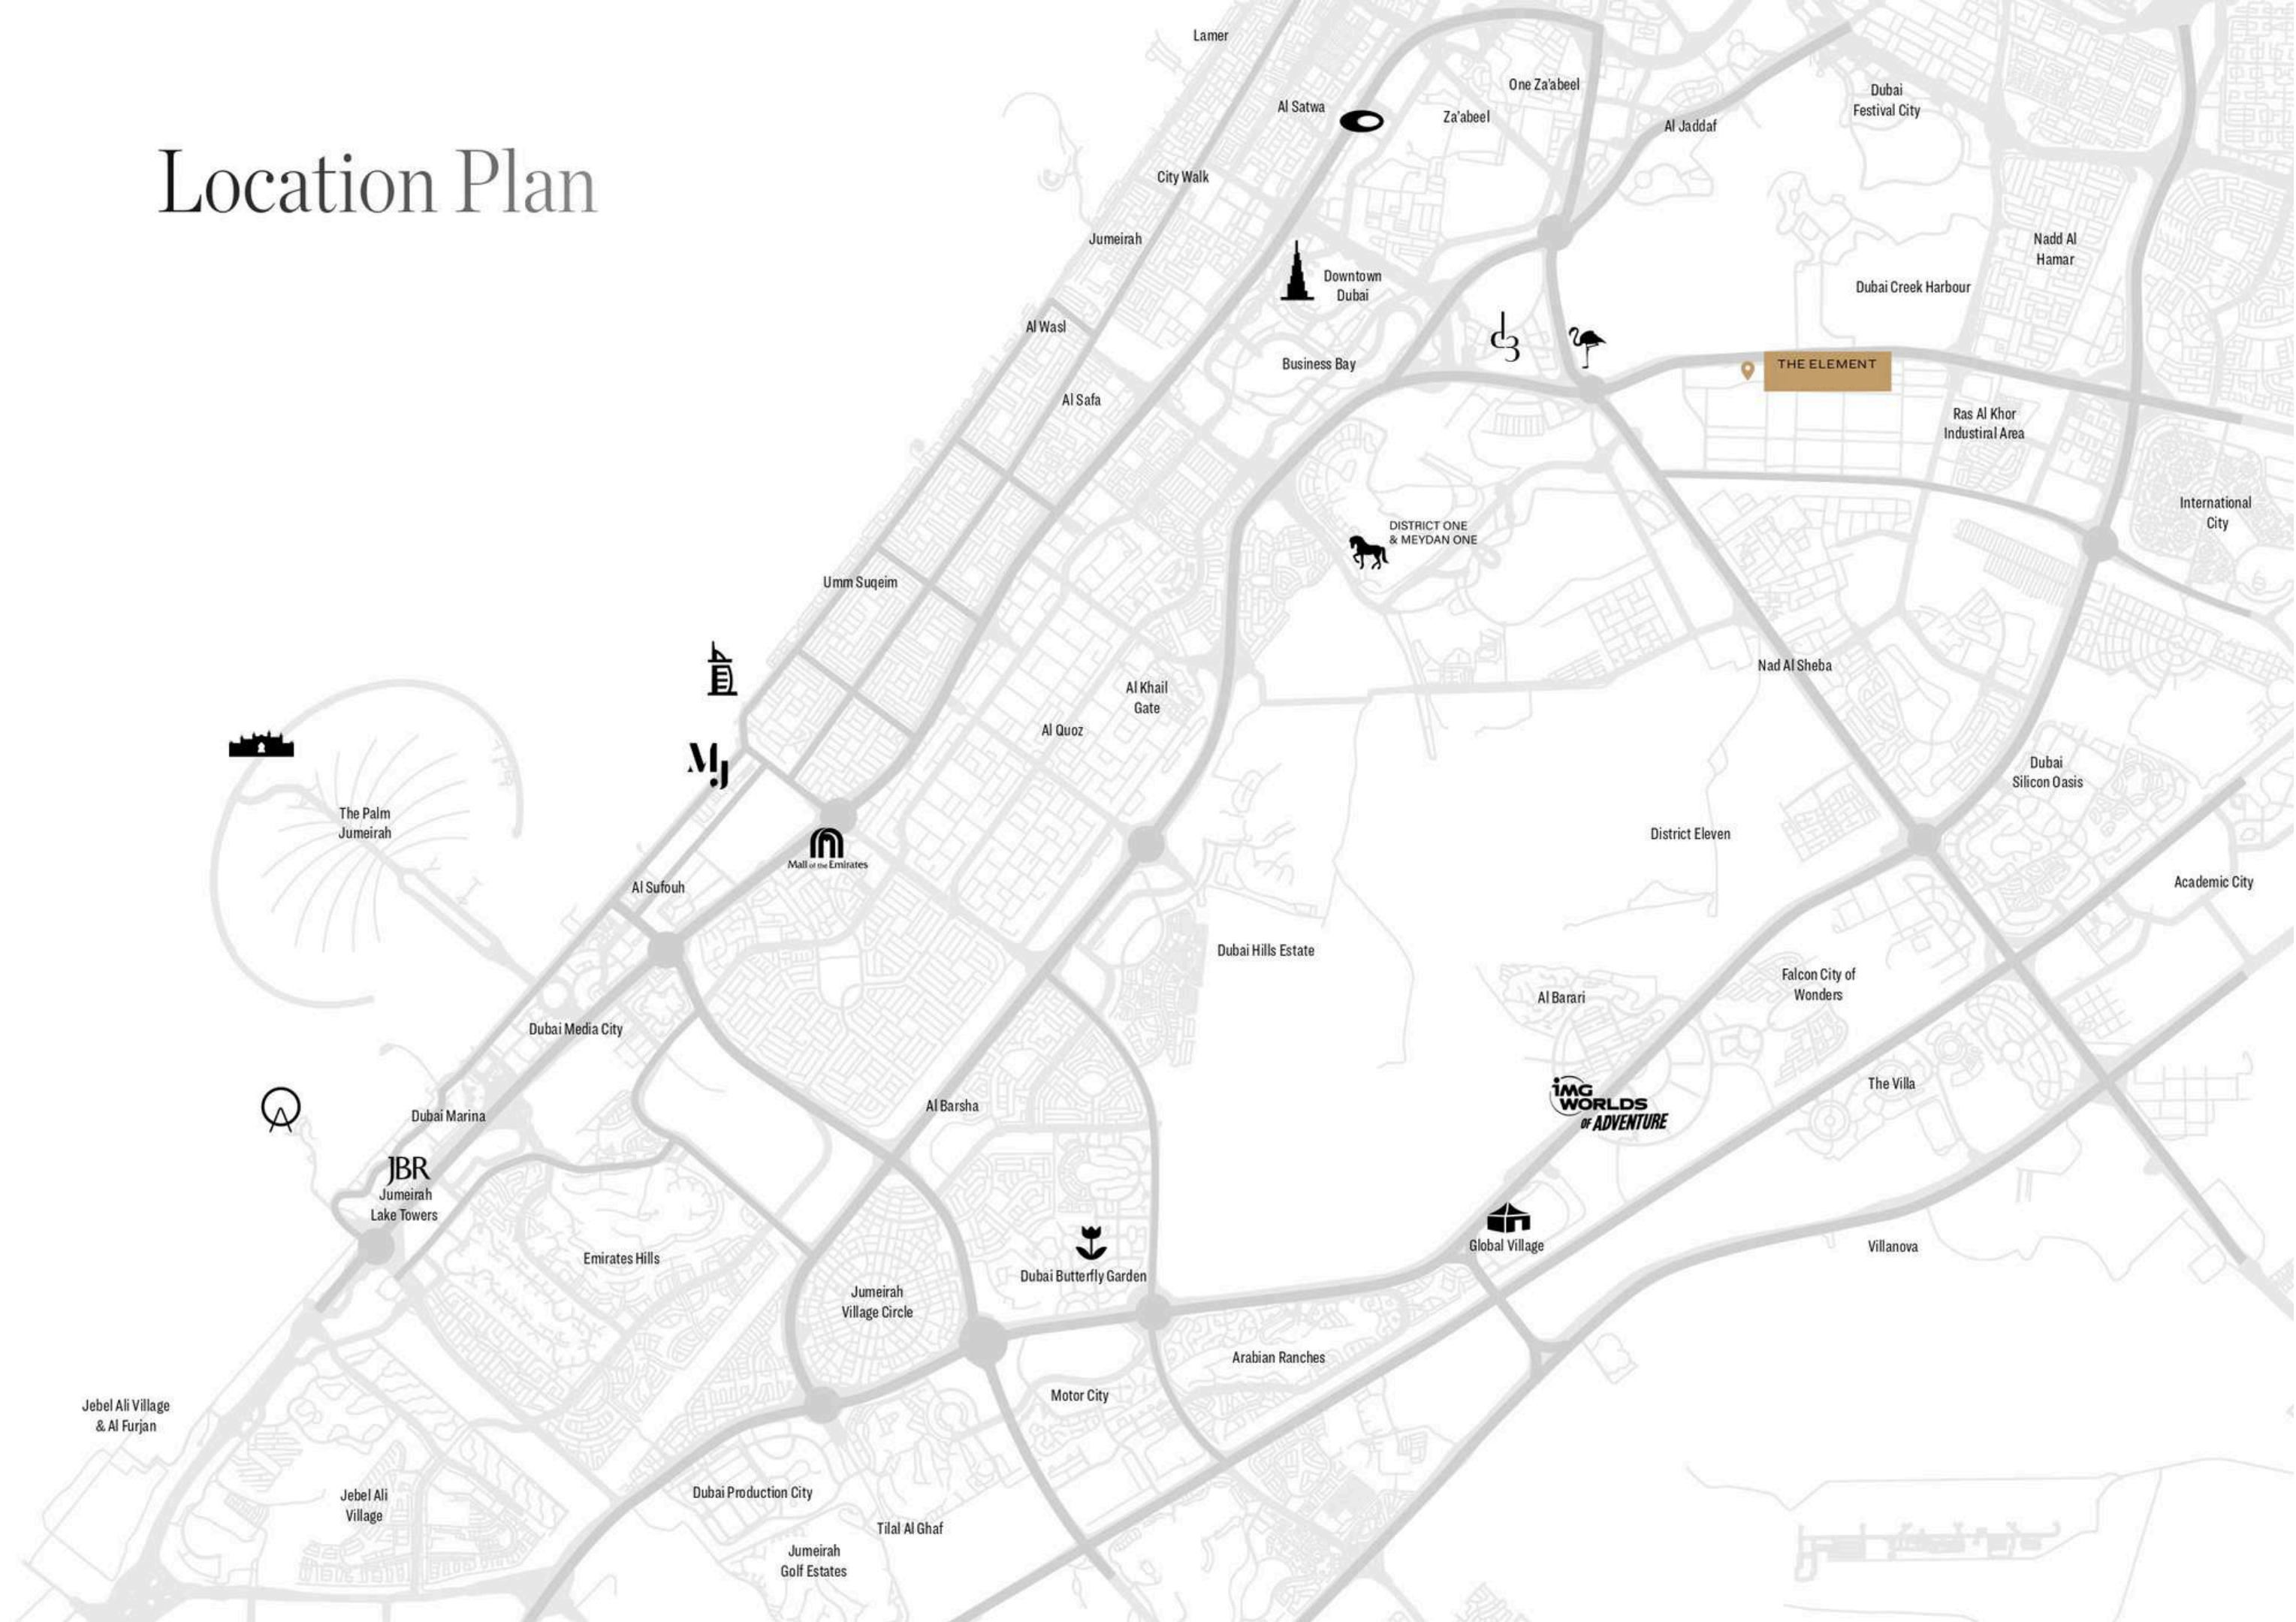 Location Plan
Lamer
One Za'abeel
Al Satwa
Za'abeel
Al Jaddaf
Dubai
Festival City
City Walk
Jumeirah
Downtown
Dubai
Nadd Al
Hamar
Dubai Creek Harbour
Al Wasl
d3
Business Bay
THE ELEMENT
Al Safa
Ras Al Khor
Industiral Area
International
City
DISTRICT ONE
& MEYDAN ONE
Umm Suqeim
Nad Al Sheba
Al Khail
Gate
Al Quoz
MJ
Dubai
Silicon Oasis
The Palm
Jumeirah
District Eleven
Mall of the Emirates
Al Sufouh
Academic City
Dubai Hills Estate
Falcon City of
Wonders
Al Barari
Dubai Media City
The Villa
IMG
WORLDS
OF ADVENTURE
Al Barsha
Dubai Marina
JBR
Jumeirah
Lake Towers
Global Village
Villanova
Emirates Hills
Dubai Butterfly Garden
Jumeirah
Village Circle
Arabian Ranches
Motor City
Jebel Ali Village
& Al Furjan
Jebel Ali
Village
Dubai Production City
Tilal Al Ghaf
Jumeirah
Golf Estates